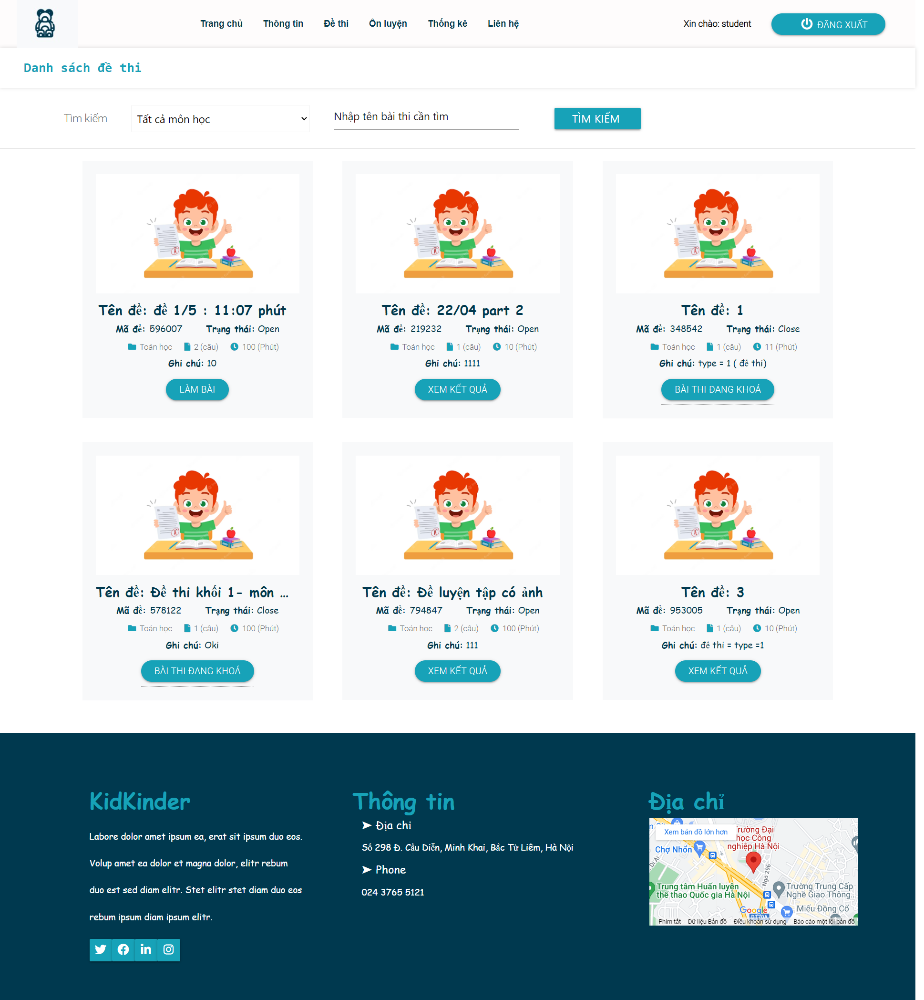 Trang chủ Thông tin Đề thi Ôn luyện Thống kê Liên hệ Xin chào: student ĐĂNG XUẤT
Danh sách đề thi
Tìm kiếm Tất cả môn học Nhập tên bài thi cần tìm TÌM KIẾM
Tên đề: đề 1/5 : 11:07 phút
Mã đề: 596007 Trạng thái: Open
Toán học 2 (câu) 100 (Phút)
Ghi chú: 10
LÀM BÀI
Tên đề: 22/04 part 2
Mã đề: 219232 Trạng thái: Open
Toán học 1 (câu) 10 (Phút)
Ghi chú: 1111
XEM KẾT QUẢ
Tên đề: 1
Mã đề: 348542 Trạng thái: Close
Toán học 1 (câu) 11 (Phút)
Ghi chú: type = 1 ( đề thi)
BÀI THI ĐANG KHOÁ
Tên đề: Đề thi khối 1- môn ...
Mã đề: 578122 Trạng thái: Close
Toán học 1 (câu) 100 (Phút)
Ghi chú: Oki
BÀI THI ĐANG KHOÁ
Tên đề: Đề luyện tập có ảnh
Mã đề: 794847 Trạng thái: Open
Toán học 2 (câu) 100 (Phút)
Ghi chú: 111
XEM KẾT QUẢ
Tên đề: 3
Mã đề: 953005 Trạng thái: Open
Toán học 1 (câu) 10 (Phút)
Ghi chú: đề thi = type =1
XEM KẾT QUẢ
KidKinder
Labore dolor amet ipsum ea, erat sit ipsum duo eos.
Volup amet ea dolor et magna dolor, elitr rebum
duo est sed diam elitr. Stet elitr stet diam duo eos
rebum ipsum diam ipsum elitr.
Thông tin
➤ Địa chỉ
Số 298 Đ. Cầu Diễn, Minh Khai, Bắc Từ Liêm, Hà Nội
➤ Phone
024 3765 5121
Địa chỉ
Xem bản đồ lớn hơn
Trường Đại
học Công
nghiệp Hà Nội
Chợ Nhổn
Di Ái
Ngõ 296
Trung tâm Huấn luyện
thể thao Quốc gia Hà Nội
Trường Trung Cấp
Nghề Giao Thông...
Miếu Đồng Cổ
Google
ĐT70A
Phím tắt Dữ liệu Bản đồ Điều khoản sử dụng Báo cáo một lỗi bản đồ